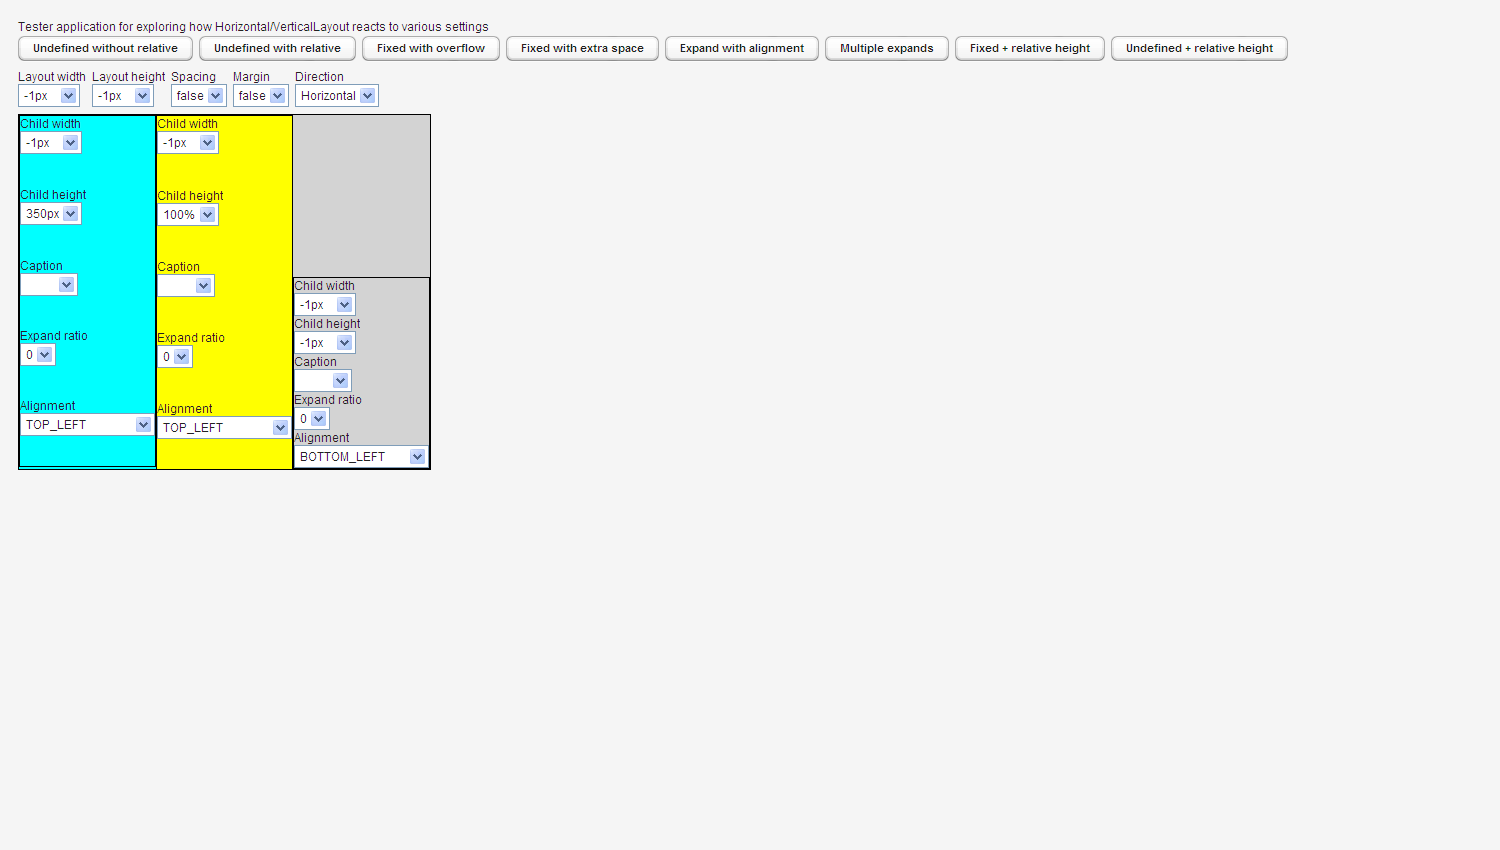 Tester application for exploring how Horizontal/VerticalLayout reacts to various settings
Undefined without relative Undefined with relative Fixed with overflow Fixed with extra space Expand with alignment Multiple expands Fixed + relative height Undefined + relative height
Layout width Layout height Spacing Margin Direction
-1px -1px false false Horizontal
Child width
-1px
Child height
350px
Caption
Expand ratio
0
Alignment
TOP_LEFT
Child width
-1px
Child height
100%
Caption
Expand ratio
0
Alignment
TOP_LEFT
Child width
-1px
Child height
-1px
Caption
Expand ratio
0
Alignment
BOTTOM_LEFT